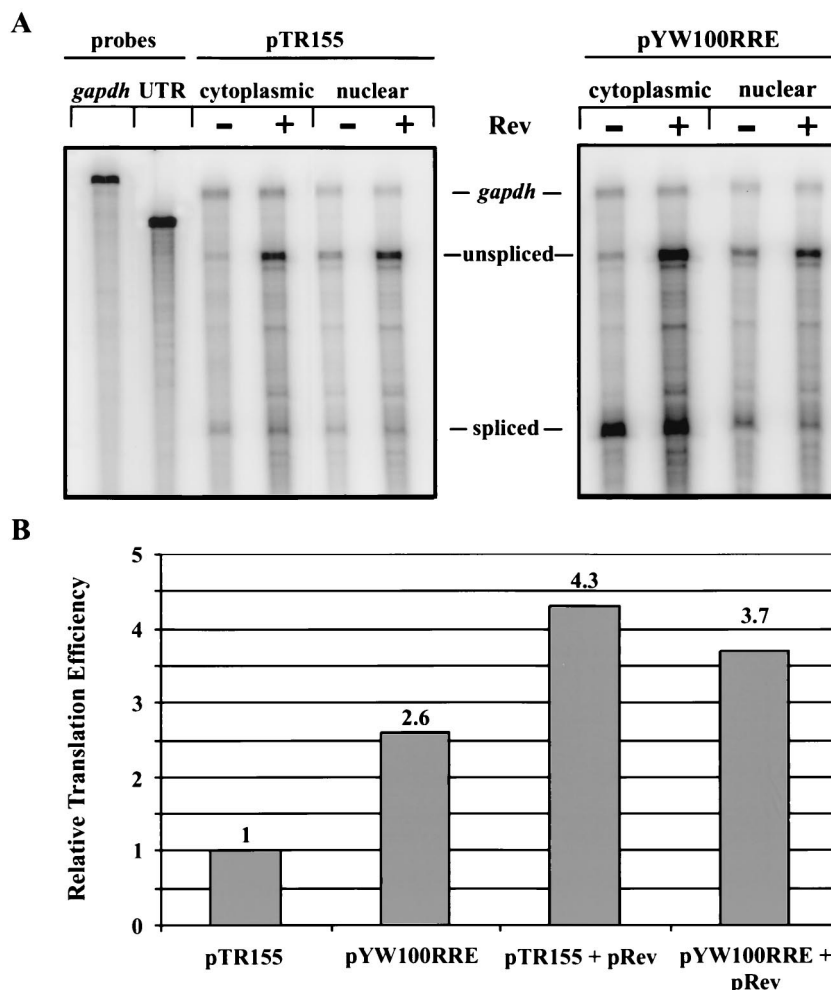 A
probes
pTR155
pYW100RRE
gapdh UTR cytoplasmic nuclear
cytoplasmic nuclear
− + − + Rev − + − +
– gapdh –
–unspliced–
– spliced –
B
Relative Translation Efficiency
5
4
3
2
1
0
1
2.6
4.3
3.7
pTR155 pYW100RRE pTR155 + pRev pYW100RRE +
pRev